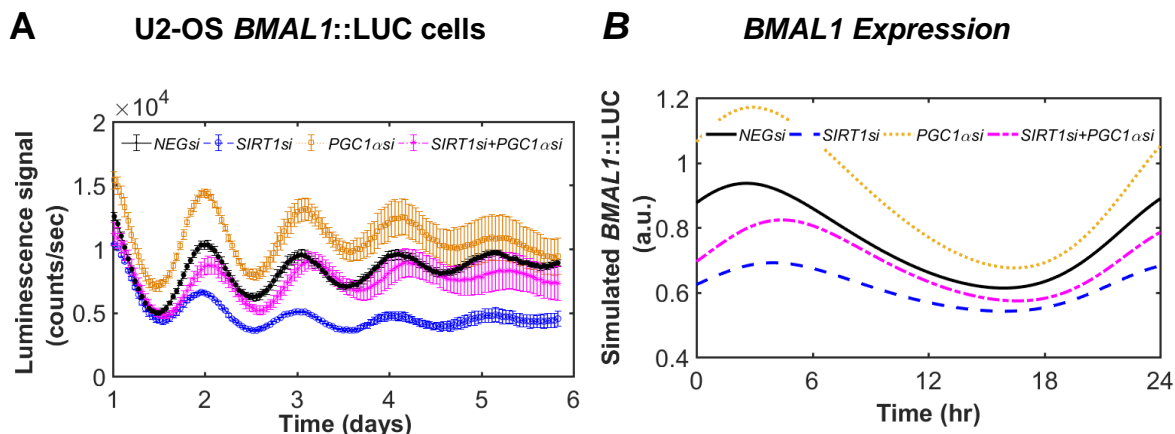 A
U2-OS BMAL1::LUC cells
×10⁴
2
1.5
1
0.5
0
NEGsi
SIRT1si
PGC1αsi
SIRT1si+PGC1αsi
Luminescence signal
(counts/sec)
1 2 3 4 5 6
Time (days)
B
BMAL1 Expression
1.2
1
0.8
0.6
0.4
NEGsi
SIRT1si
PGC1αsi
SIRT1si+PGC1αsi
Simulated BMAL1::LUC
(a.u.)
0 6 12 18 24
Time (hr)